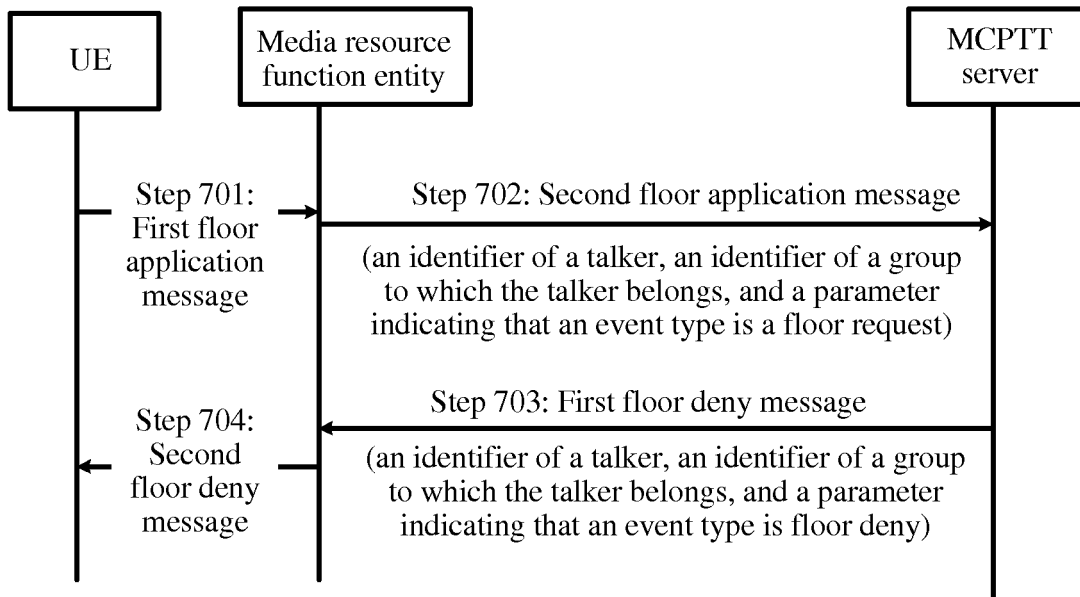 UE
Media resource
function entity
MCPTT
server
Step 701:
First floor
application
message
Step 702: Second floor application message
(an identifier of a talker, an identifier of a group
to which the talker belongs, and a parameter
indicating that an event type is a floor request)
Step 703: First floor deny message
(an identifier of a talker, an identifier of a group
to which the talker belongs, and a parameter
indicating that an event type is floor deny)
Step 704:
Second
floor deny
message